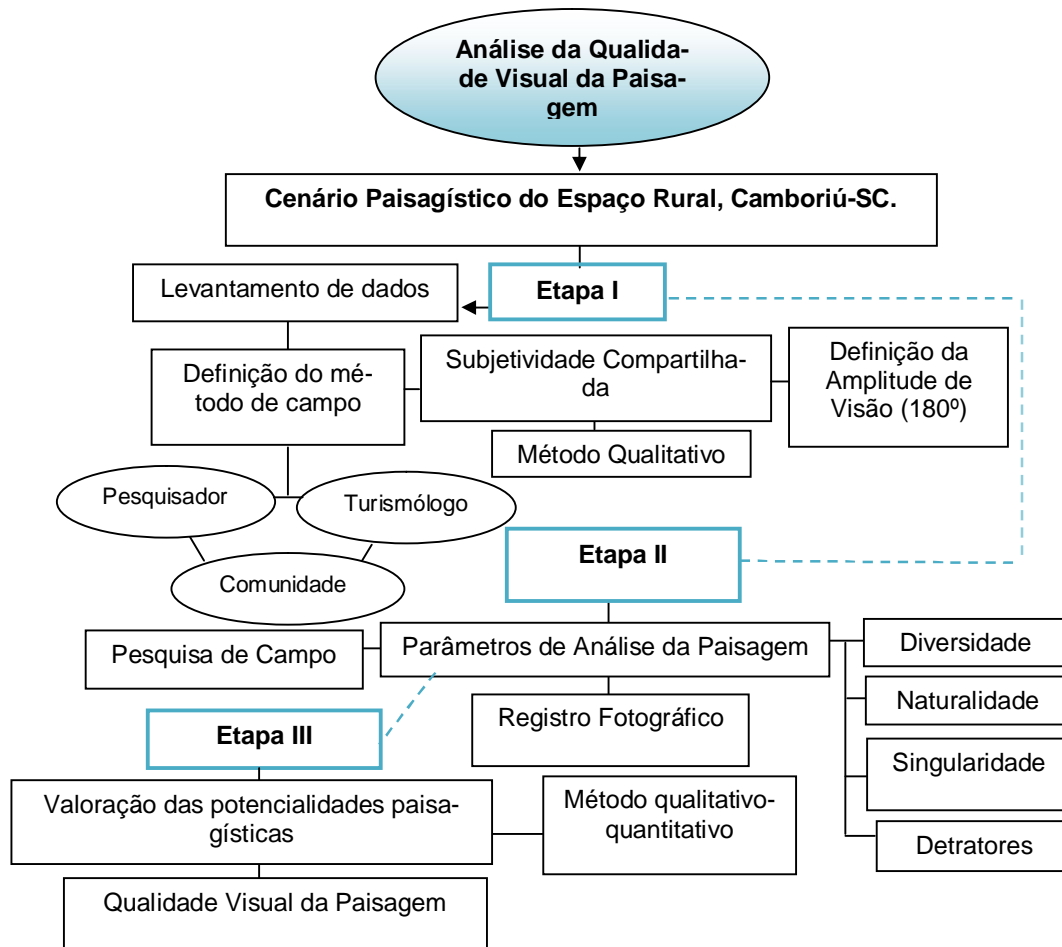 Análise da Qualida-
de Visual da Paisa-
gem
Cenário Paisagístico do Espaço Rural, Camboriú-SC.
Etapa I
Levantamento de dados
Definição do mé-
todo de campo
Subjetividade Compartilha-
da
Definição da
Amplitude de
Visão (180º)
Método Qualitativo
Pesquisador
Turismólogo
Comunidade
Etapa II
Pesquisa de Campo
Parâmetros de Análise da Paisagem
Diversidade
Naturalidade
Singularidade
Detratores
Registro Fotográfico
Etapa III
Valoração das potencialidades paisa-
gísticas
Método qualitativo-
quantitativo
Qualidade Visual da Paisagem